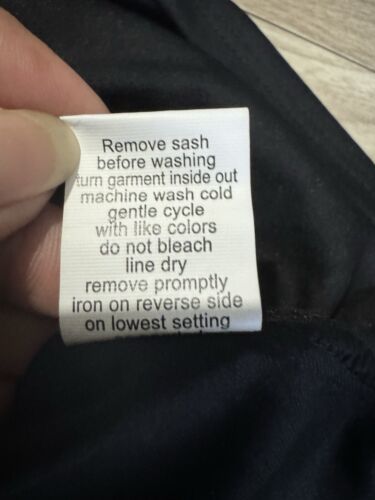 Remove sash
before washing
turn garment inside out
machine wash cold
gentle cycle
with like colors
do not bleach
line dry
remove promptly
iron on reverse side
on lowest setting